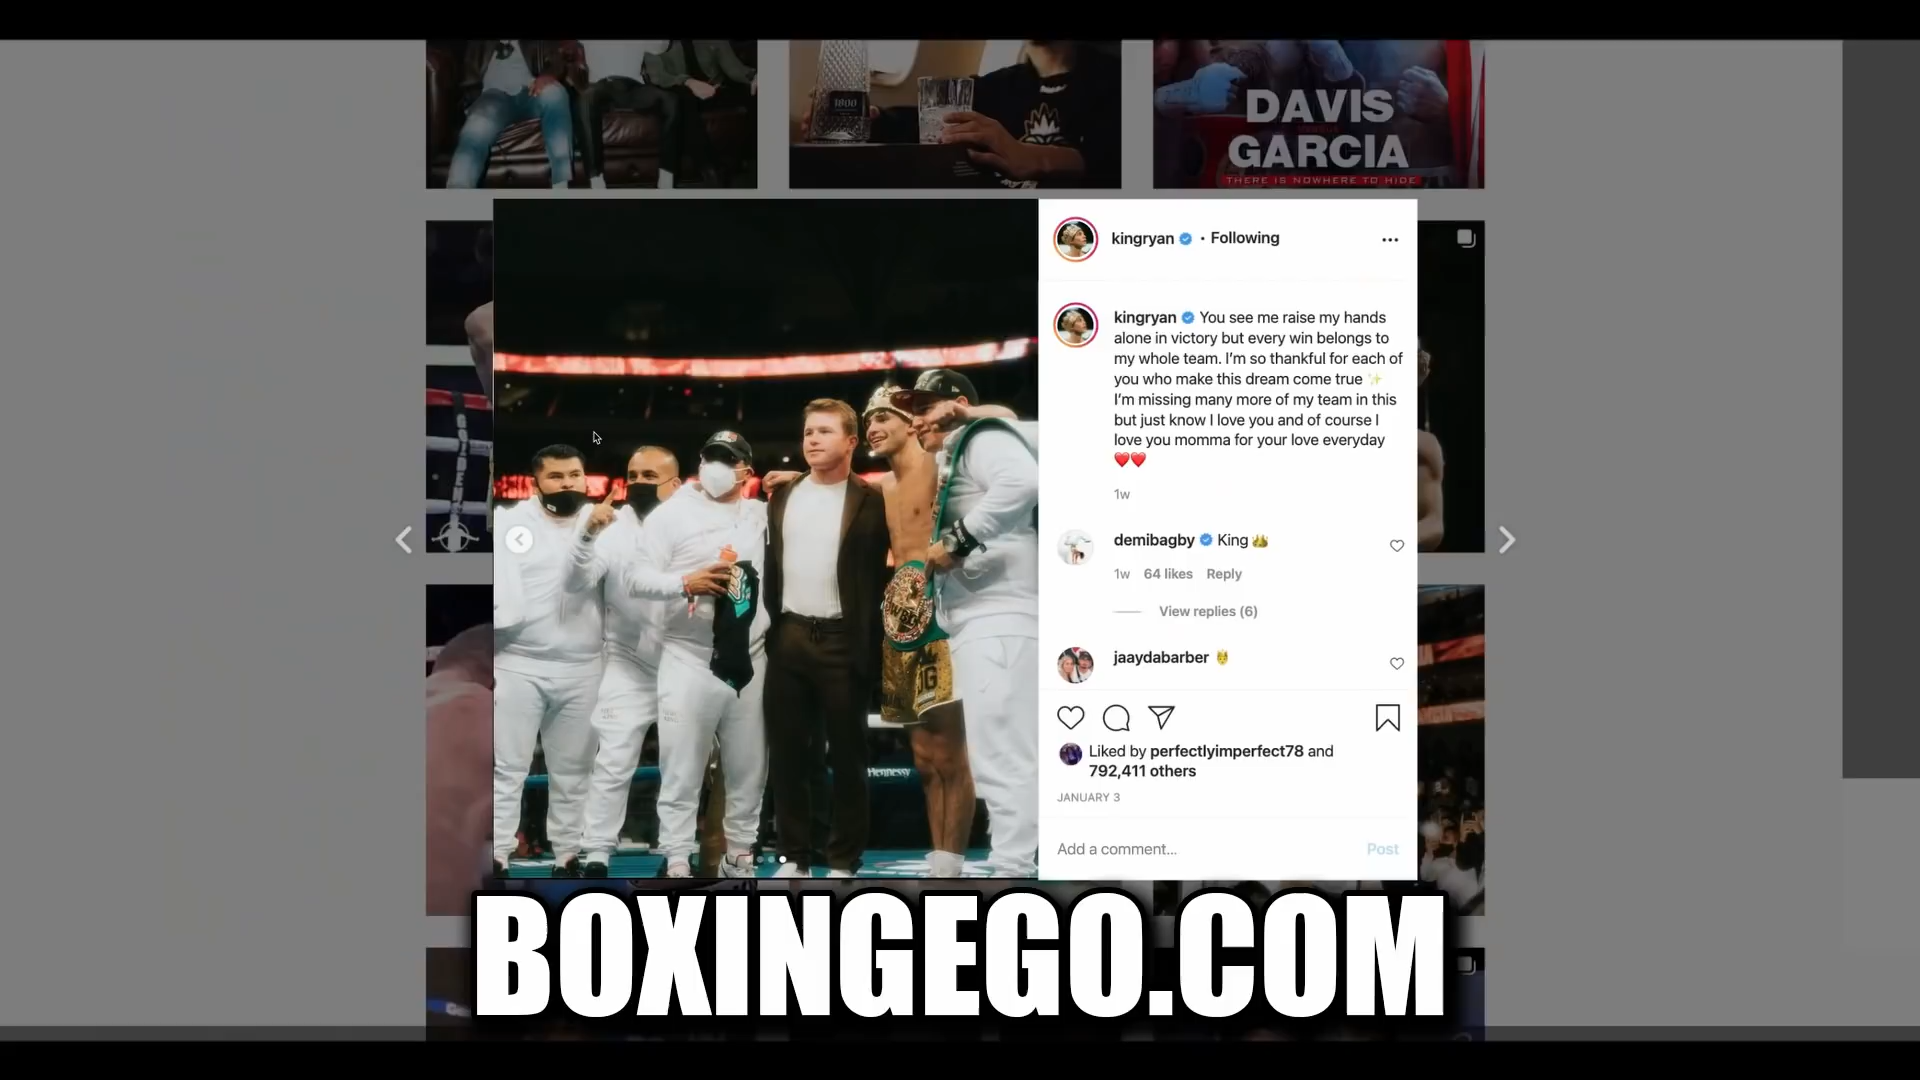 1800
DAVIS
GARCIA
THERE IS NOWHERE TO HIDE
kingryan • Following
kingryan You see me raise my hands
alone in victory but every win belongs to
my whole team. I'm so thankful for each of
you who make this dream come true ✨
I'm missing many more of my team in this
but just know I love you and of course I
love you momma for your love everyday
❤️❤️
1w
demibagby King 👑
1w 64 likes Reply
View replies (6)
jaaydabarber 🤴
WBC
Hennessy
Liked by perfectlyimperfect78 and
792,411 others
JANUARY 3
Add a comment... Post
BOXINGEGO.COM